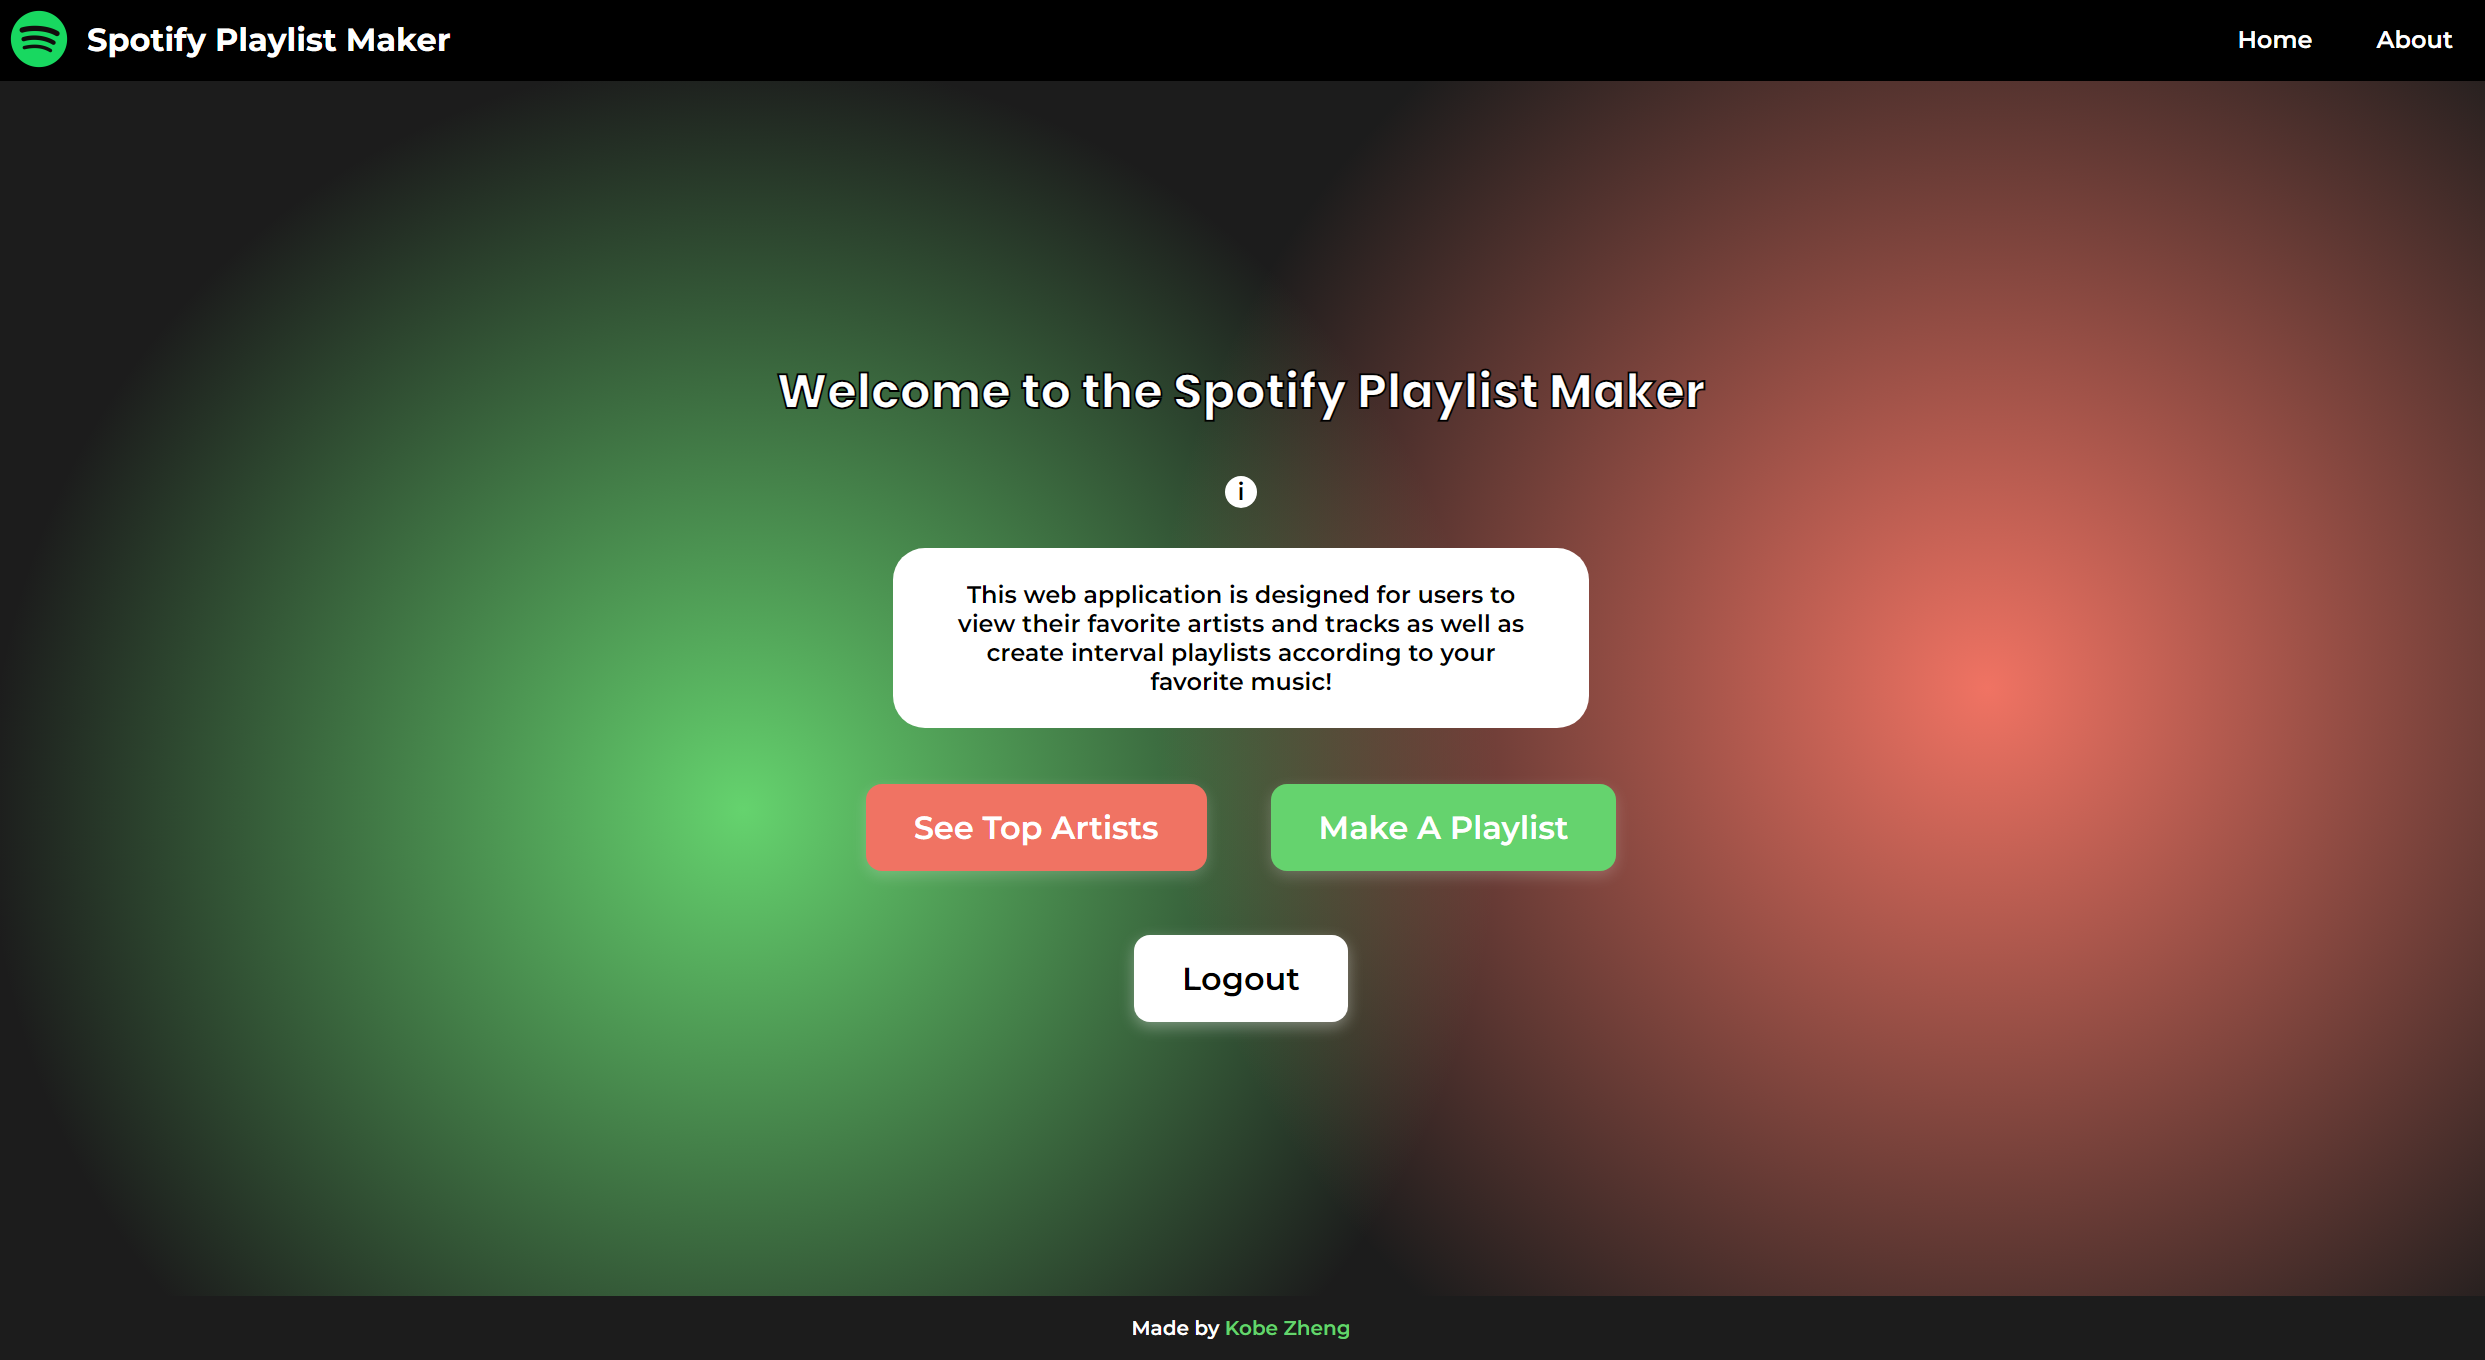 Spotify Playlist Maker
Home
About
Welcome to the Spotify Playlist Maker
i
This web application is designed for users to
view their favorite artists and tracks as well as
create interval playlists according to your
favorite music!
See Top Artists
Make A Playlist
Logout
Made by Kobe Zheng